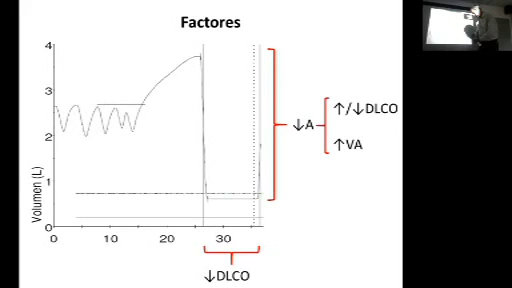 Factores
4
3
2
1
0
Volumen (L)
0 10 20 30
↓A
↑/↓DLCO
↑VA
↓DLCO